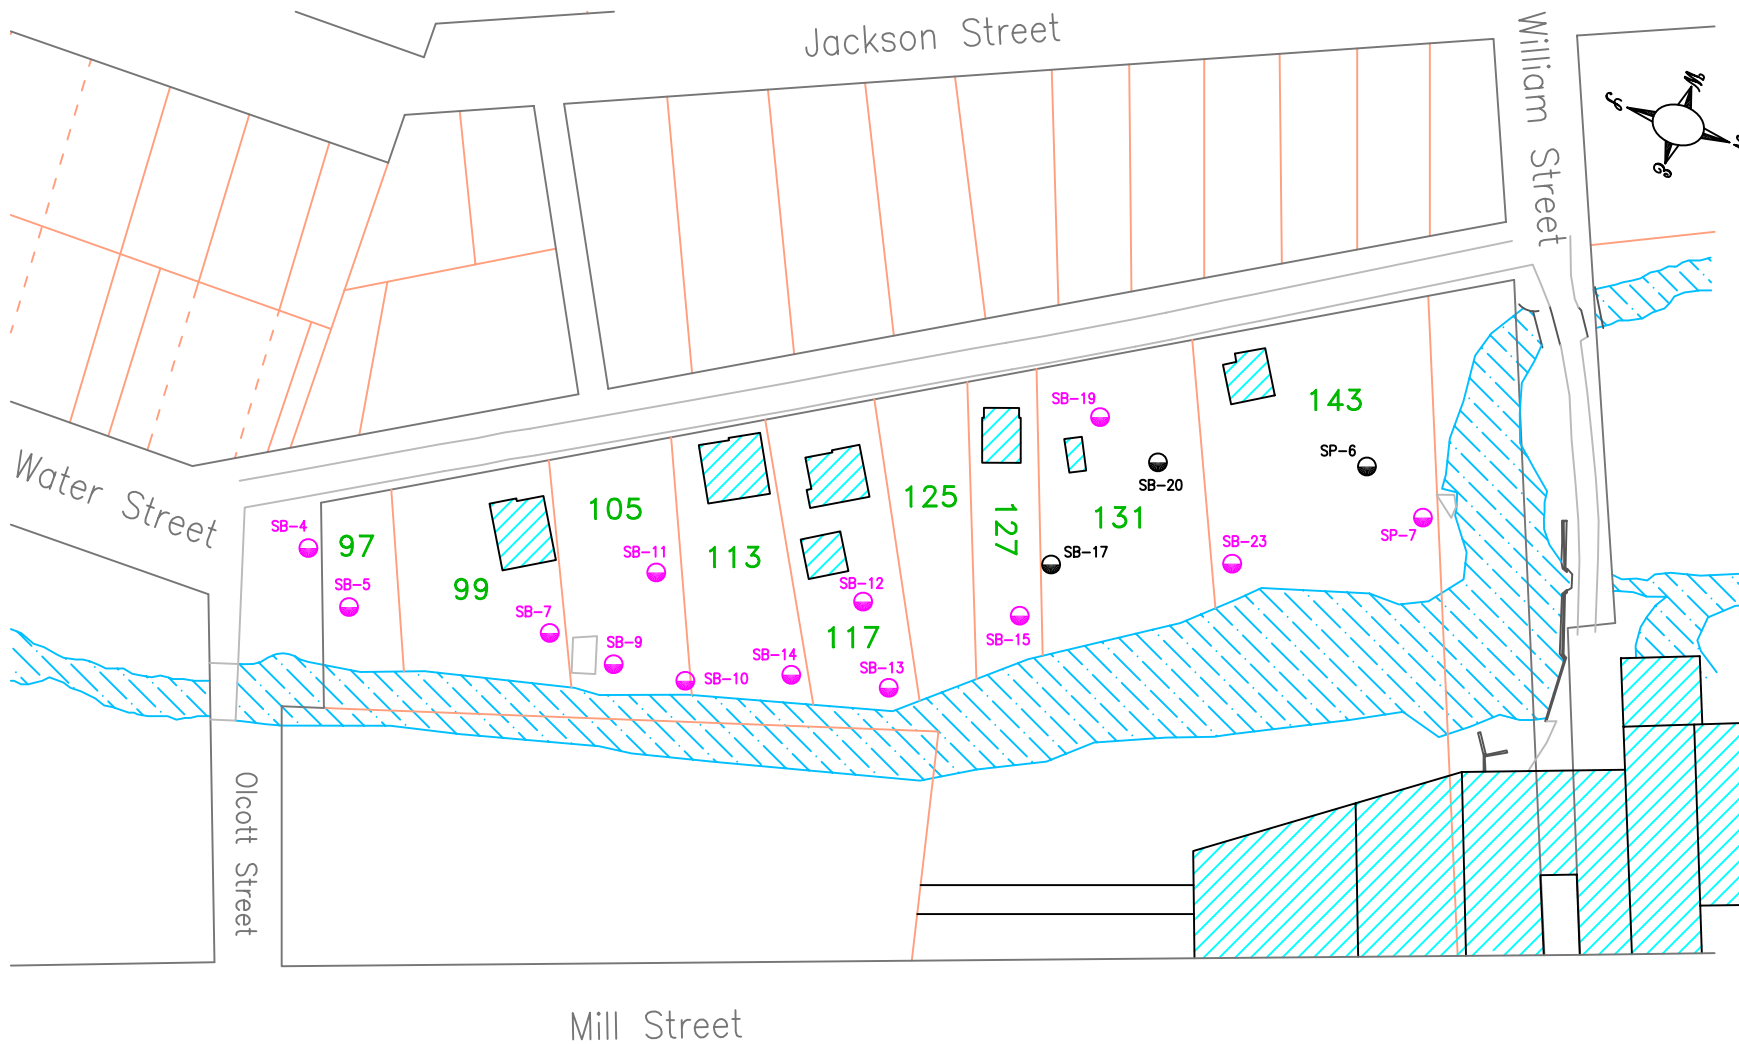 Jackson Street
William Street
W
S
E
Water Street
SB-19
143
SP-6
SB-20
125
105
127
131
SB-4
97
SP-7
SB-11
113
SB-17
SB-23
SB-5
99
SB-12
SB-7
117
SB-15
SB-9
SB-14
SB-13
SB-10
Olcott Street
Mill Street